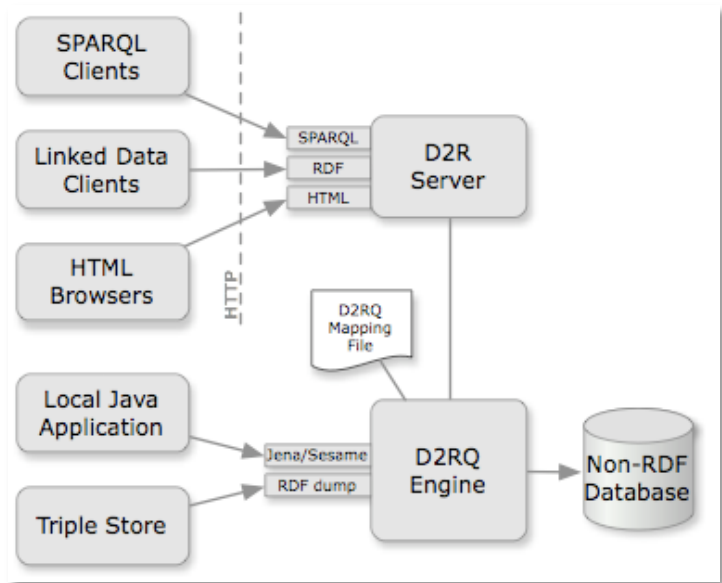 SPARQL
Clients
SPARQL
D2R
Server
Linked Data
Clients
RDF
HTML
HTML
Browsers
HTTP
D2RQ
Mapping
File
Local Java
Application
Jena/Sesame
D2RQ
Engine
RDF dump
Non-RDF
Database
Triple Store